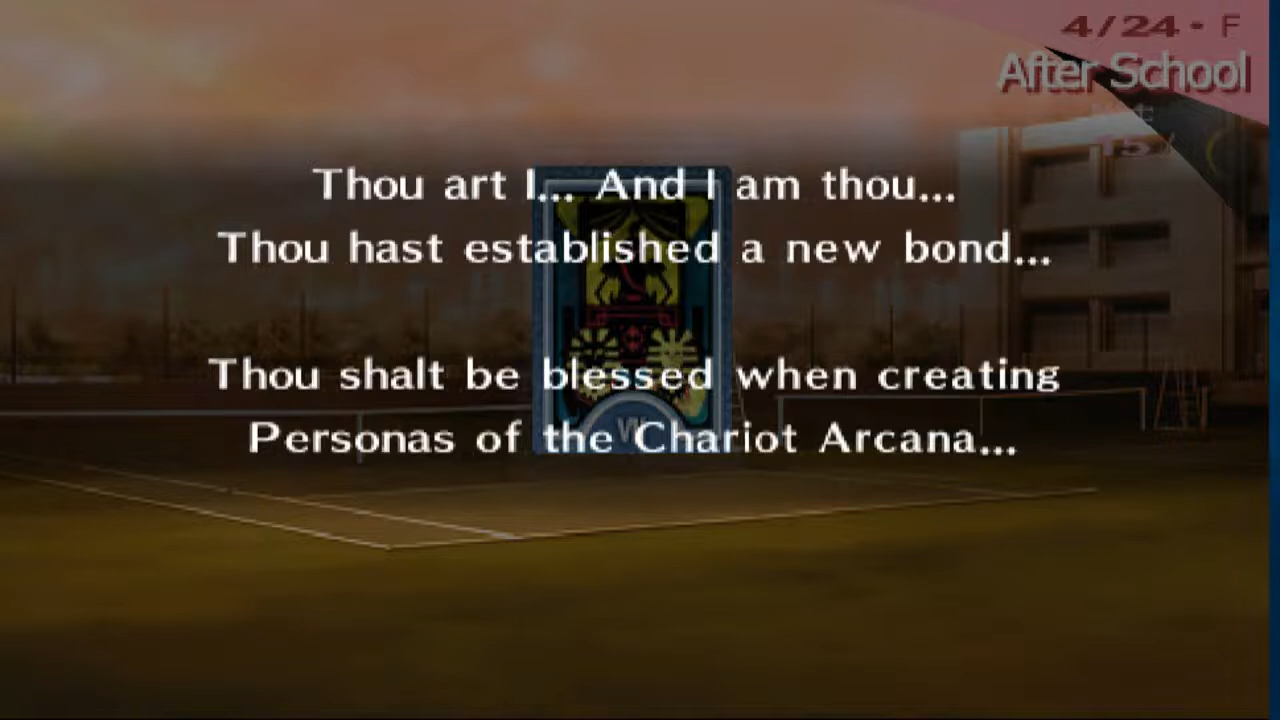 4/24 • F
After School
Thou art I... And I am thou...
Thou hast established a new bond...
Thou shalt be blessed when creating
Personas of the Chariot Arcana...
VII